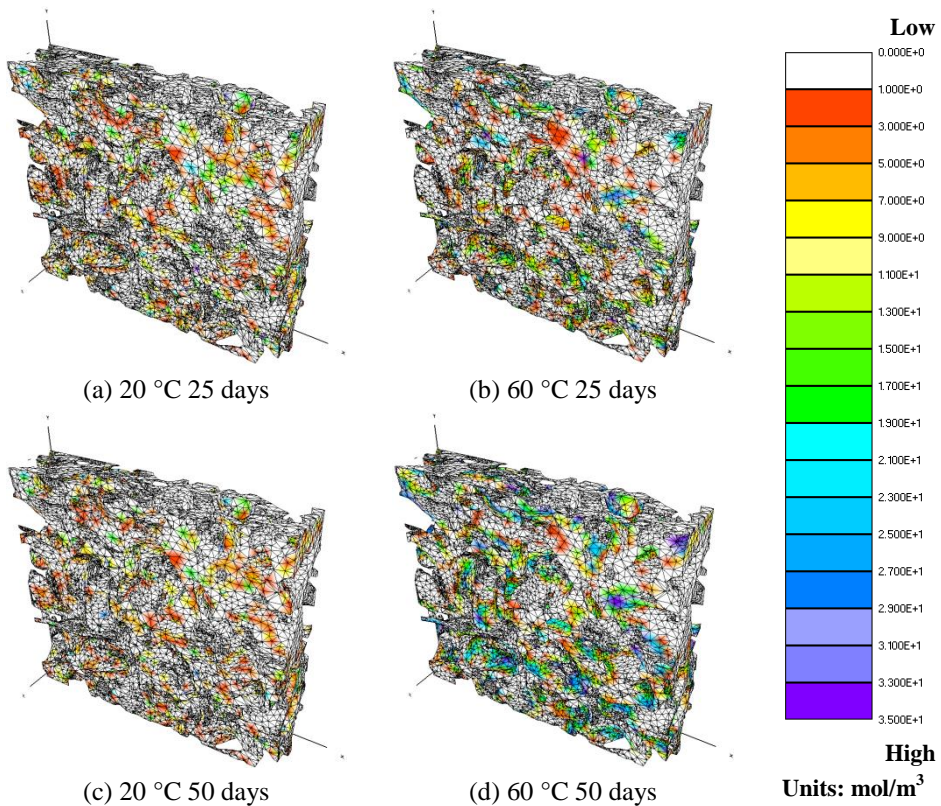 Low
0.000E+0
1.000E+0
3.000E+0
5.000E+0
7.000E+0
9.000E+0
1.100E+1
1.300E+1
1.500E+1
1.700E+1
1.900E+1
2.100E+1
2.300E+1
2.500E+1
2.700E+1
2.900E+1
3.100E+1
3.300E+1
3.500E+1
High
Units: mol/m³
(a) 20 °C 25 days
(b) 60 °C 25 days
(c) 20 °C 50 days
(d) 60 °C 50 days